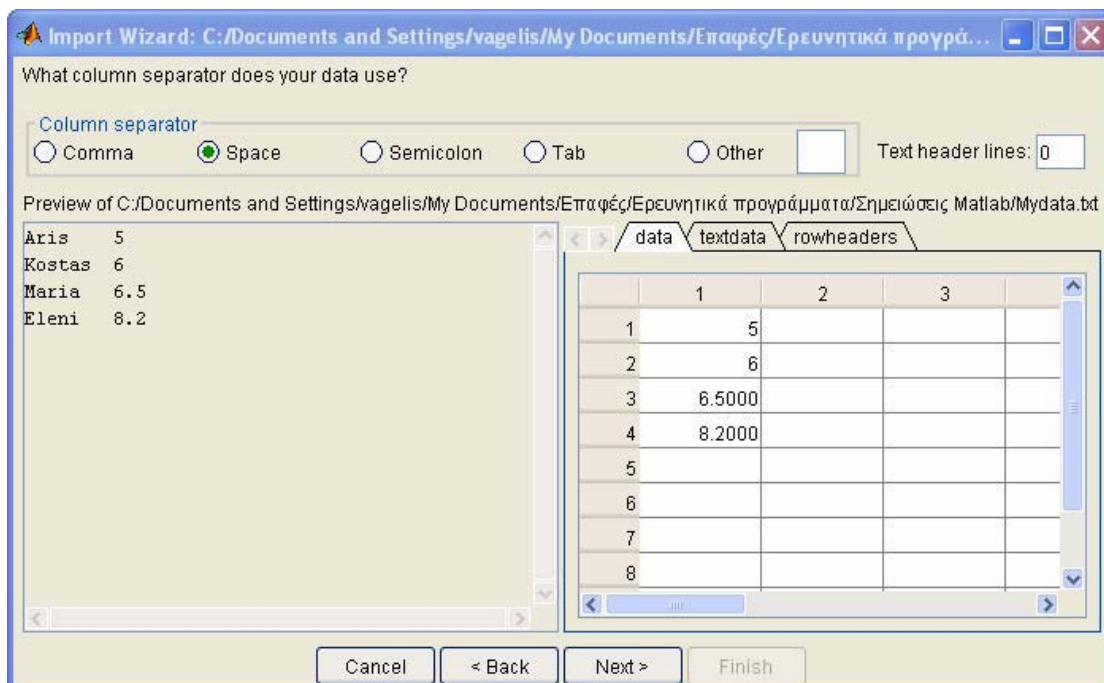 Import Wizard: C:/Documents and Settings/vagelis/My Documents/Επαφές/Ερευνητικά προγρά...
What column separator does your data use?
Column separator
Comma Space Semicolon Tab Other Text header lines: 0
Preview of C:/Documents and Settings/vagelis/My Documents/Επαφές/Ερευνητικά προγράμματα/Σημειώσεις Matlab/Mydata.txt
Aris 5
Kostas 6
Maria 6.5
Eleni 8.2
data textdata rowheaders
1 2 3
1 5
2 6
3 6.5000
4 8.2000
5
6
7
8
Cancel < Back Next > Finish